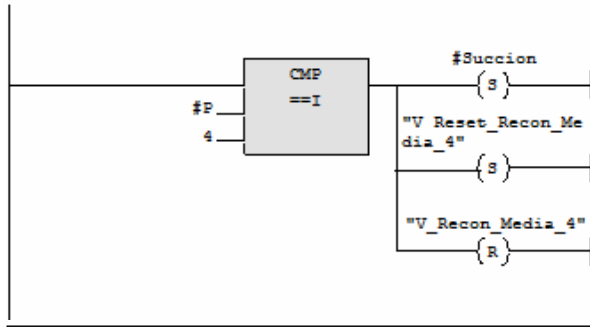 #Succion
CMP
==I
#P
4
S
"V_Reset_Recon_Me
dia_4"
S
"V_Recon_Media_4"
R